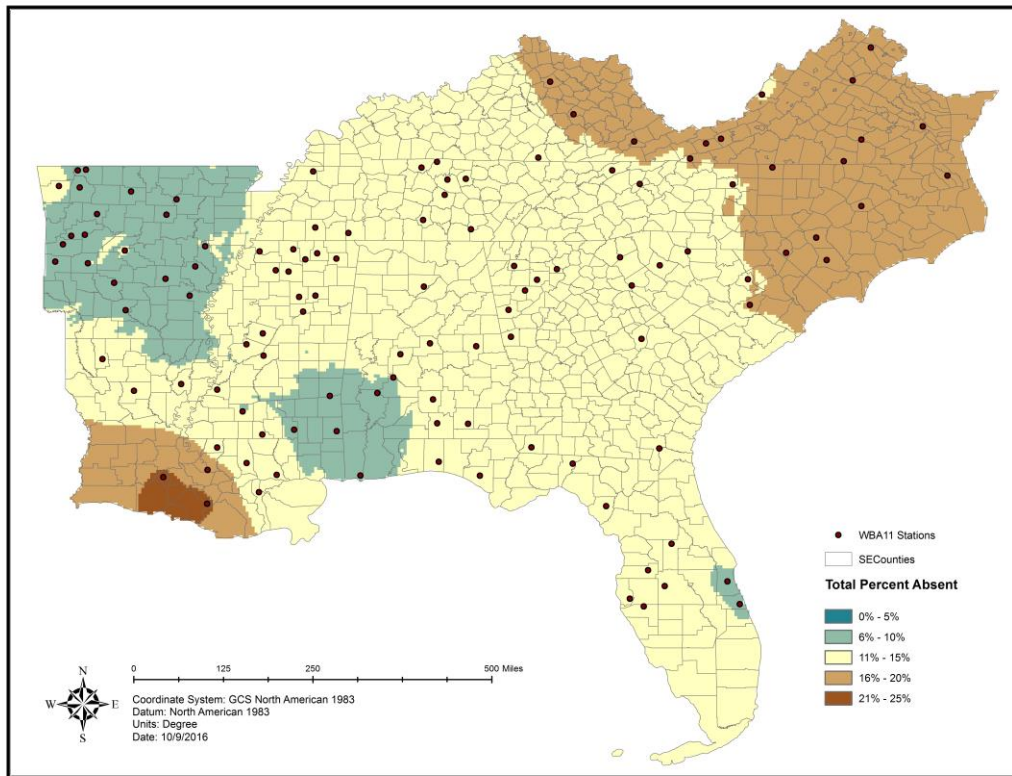 WBA11 Stations
SECounties
Total Percent Absent
0% - 5%
6% - 10%
11% - 15%
16% - 20%
21% - 25%
0 125 250 500 Miles
N
W E
S
Coordinate System: GCS North American 1983
Datum: North American 1983
Units: Degree
Date: 10/9/2016